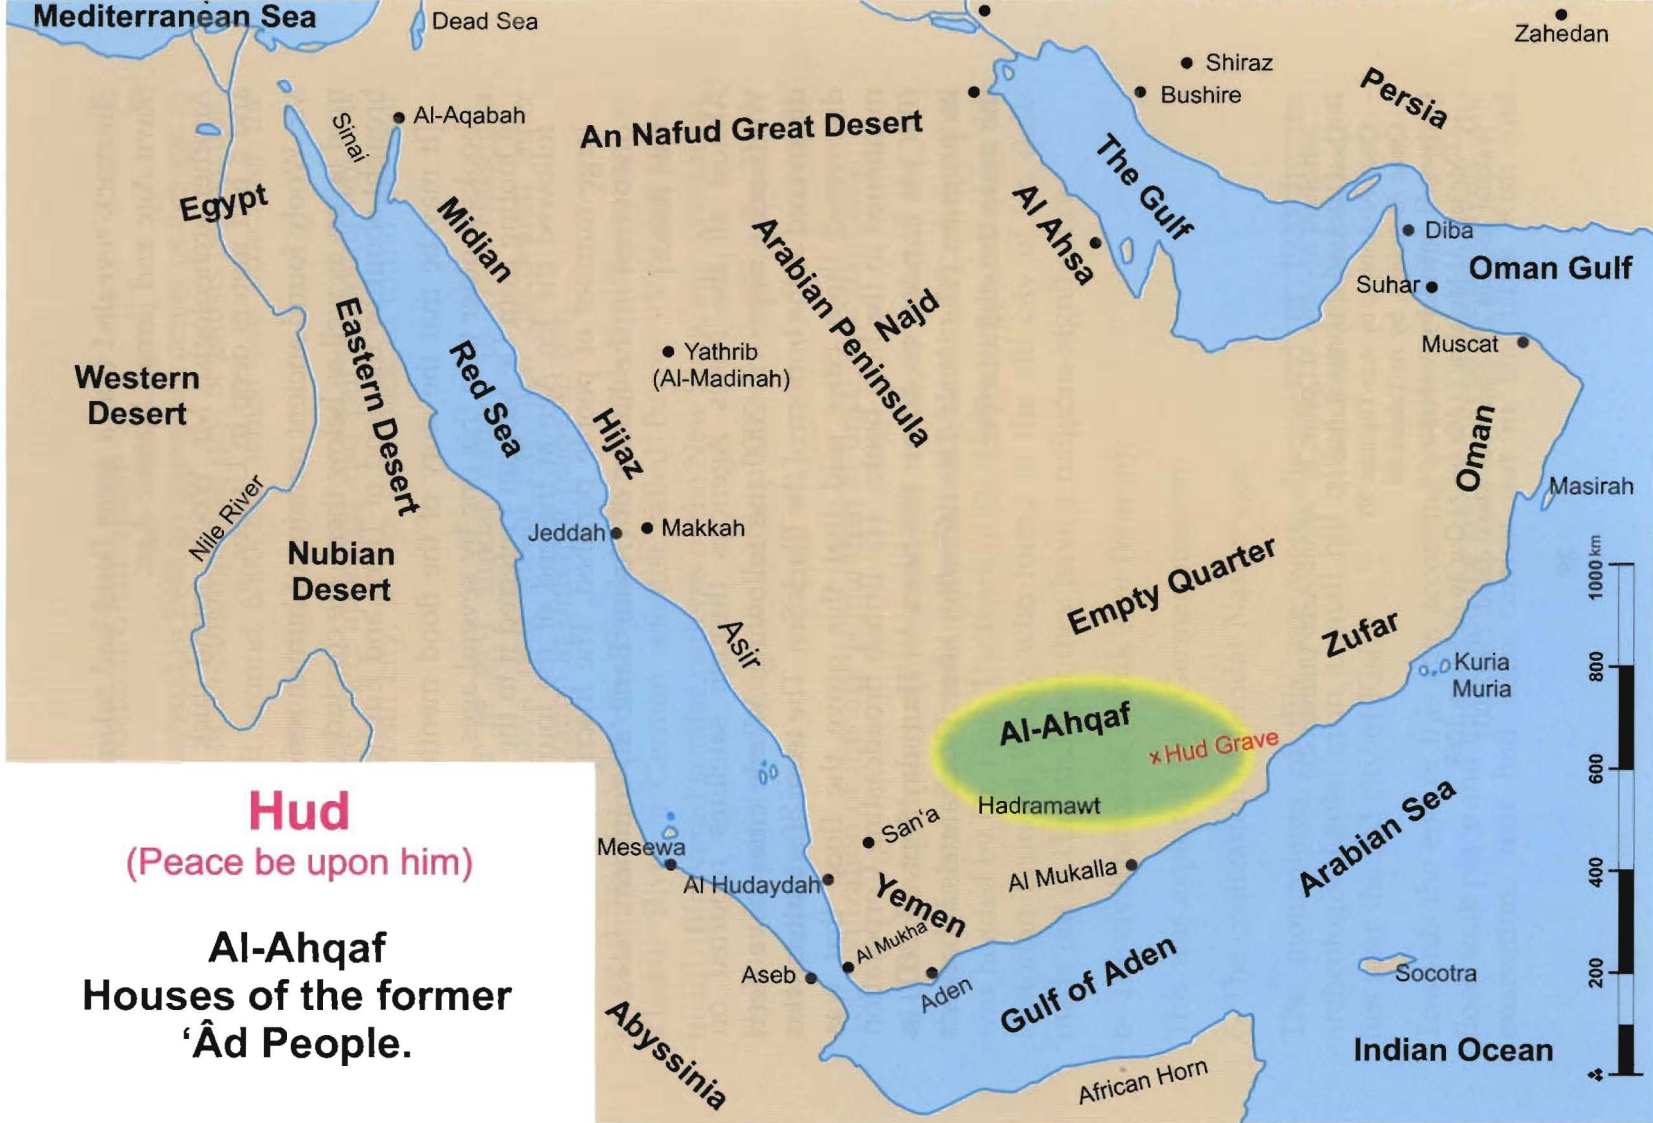 Mediterranean Sea
Dead Sea
Zahedan
Shiraz
Bushire
Persia
Al-Aqabah
Sinai
An Nafud Great Desert
The Gulf
Egypt
Midian
Al Ahsa
Diba
Oman Gulf
Suhar
Muscat
Arabian Peninsula
Najd
Eastern Desert
Red Sea
Yathrib
(Al-Madinah)
Western
Desert
Hijaz
Oman
Masirah
Nile River
Nubian
Desert
Jeddah
Makkah
Empty Quarter
Asir
Zufar
Kuria
Muria
1000 km
800
600
400
200
Al-Ahqaf
x Hud Grave
Hadramawt
San‘a
Mesewa
Al Hudaydah
Yemen
Al Mukalla
Arabian Sea
Al Mukha
Aseb
Aden
Gulf of Aden
Socotra
Abyssinia
African Horn
Indian Ocean
Hud
(Peace be upon him)
Al-Ahqaf
Houses of the former
‘Âd People.